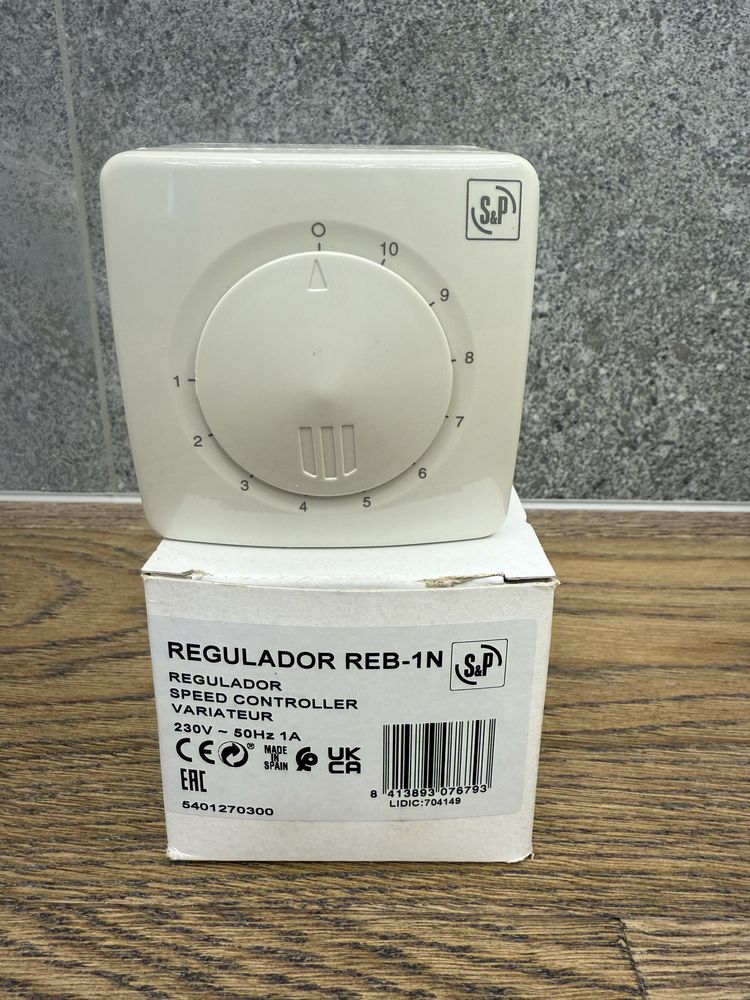 S&P
O
10
9
8
7
6
5
4
3
2
1
REGULADOR REB-1N
S&P
REGULADOR
SPEED CONTROLLER
VARIATEUR
230V ~ 50Hz 1A
CE
MADE
IN
SPAIN
UK
CA
EAC
5401270300
8 413893 076793
LIDIC:704149